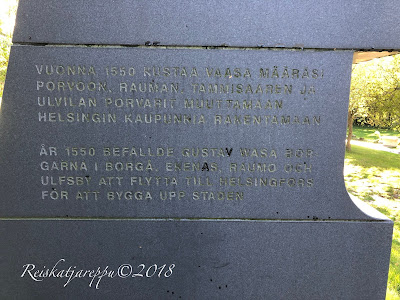 VUONNA 1550 KUSTAA VAASA MÄÄRÄSI
PORVOON, RAUMAN, TAMMISAAREN JA
ULVILAN PORVARIT MUUTTAMAAN
HELSINGIN KAUPUNKIA RAKENTAMAAN
ÅR 1550 BEFALLDE GUSTAV WASA BOR
GARNA I BORGÅ, EKENÄS, RAUMO OCH
ULFSBY ATT FLYTTA TILL HELSINGFORS
FÖR ATT BYGGA UPP STADEN
Reiskatjareppu©2018